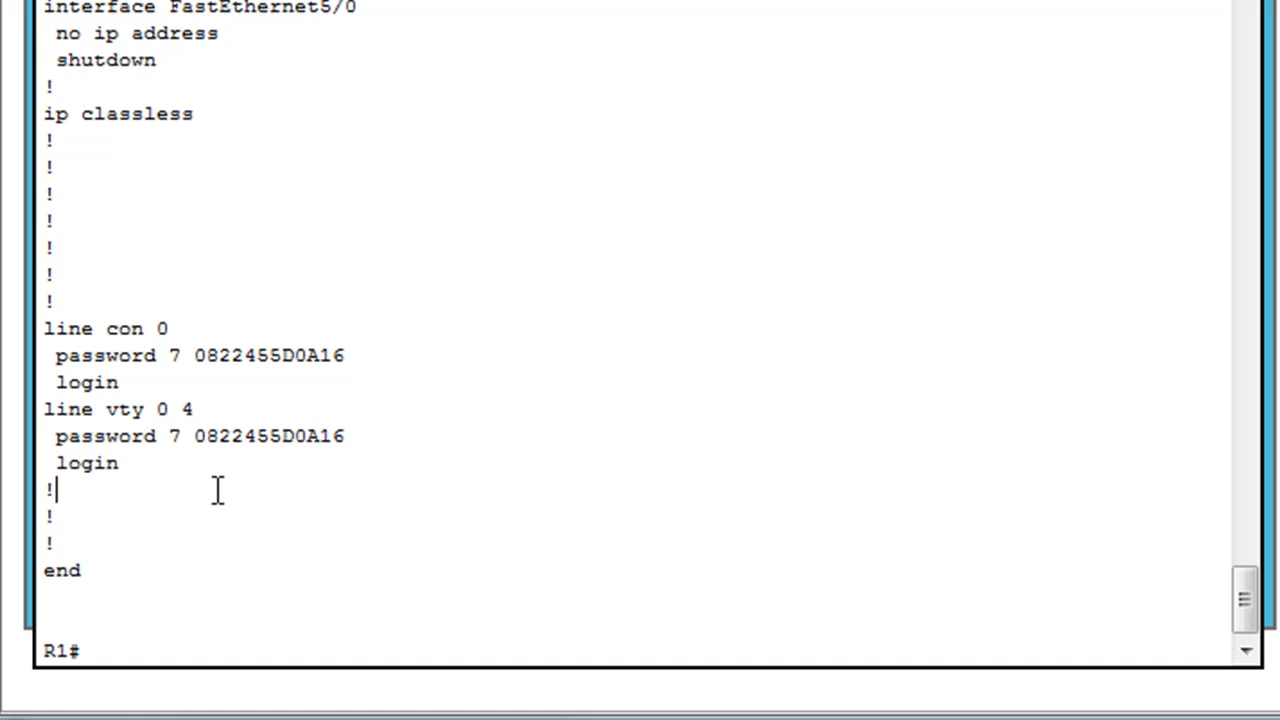 interface FastEthernet5/0
 no ip address
 shutdown
!
ip classless
!
!
!
!
!
!
!
line con 0
 password 7 0822455D0A16
 login
line vty 0 4
 password 7 0822455D0A16
 login
!
!
!
end
R1#